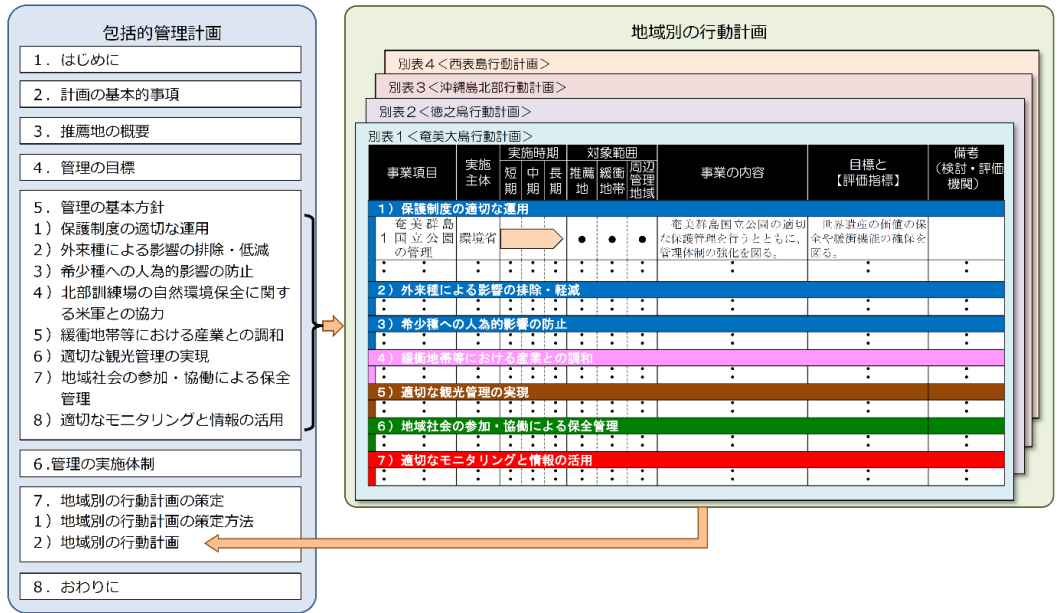 包括的管理計画
1．はじめに
2．計画の基本的事項
3．推薦地の概要
4．管理の目標
5．管理の基本方針
1）保護制度の適切な運用
2）外来種による影響の排除・低減
3）希少種への人為的影響の防止
4）北部訓練場の自然環境保全に関す
る米軍との協力
5）緩衝地帯等における産業との調和
6）適切な観光管理の実現
7）地域社会の参加・協働による保全
管理
8）適切なモニタリングと情報の活用
6.管理の実施体制
7．地域別の行動計画の策定
1）地域別の行動計画の策定方法
2）地域別の行動計画
8．おわりに
地域別の行動計画
別表４＜西表島行動計画＞
別表３＜沖縄島北部行動計画＞
別表２＜徳之島行動計画＞
別表１＜奄美大島行動計画＞
事業項目
実施
主体
実施時期
短期
中期
長期
対象範囲
推薦地
緩衝地帯
周辺管理地域
事業の内容
目標と
【評価指標】
備考
（検討・評価
機関）
1）保護制度の適切な運用
1
奄美群島
国立公園
の管理
環境省
● ● ●
奄美群島国立公園の適切
な保護管理を行うとともに、
管理体制の強化を図る。
世界遺産の価値の保
全や緩衝機能の確保を
図る。
2）外来種による影響の排除・軽減
3）希少種への人為的影響の防止
4）緩衝地帯等における産業との調和
5）適切な観光管理の実現
6）地域社会の参加・協働による保全管理
7）適切なモニタリングと情報の活用